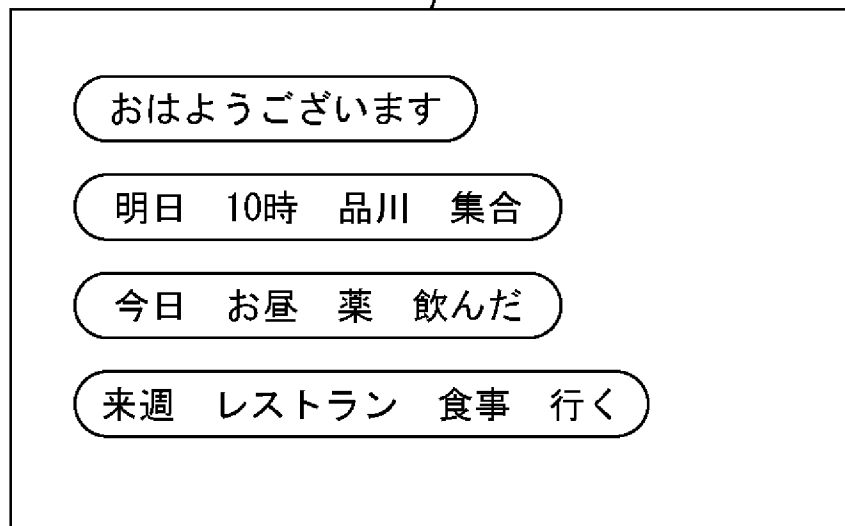 おはようございます
明日　10時　品川　集合
今日　お昼　薬　飲んだ
来週　レストラン　食事　行く